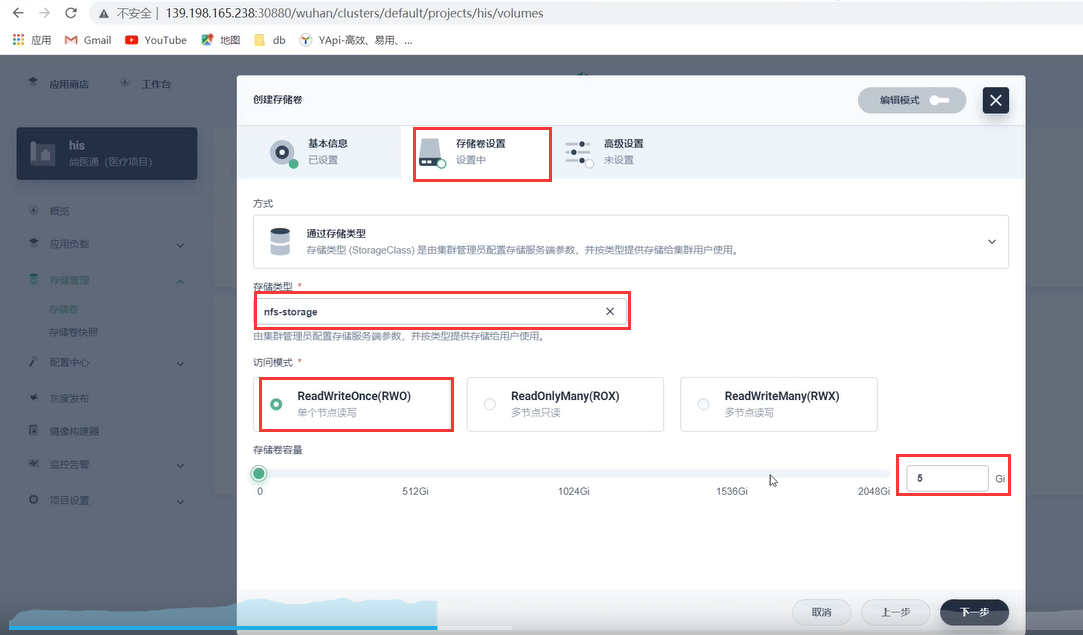 不安全 | 139.198.165.238:30880/wuhan/clusters/default/projects/his/volumes
应用 Gmail YouTube 地图 db YApi-高效、易用、...
应用商店 工作台
创建存储卷 编辑模式
his
尚医通（医疗项目）
基本信息
已设置
存储卷设置
设置中
高级设置
未设置
概览
应用负载
存储管理
存储卷
存储卷快照
配置中心
灰度发布
镜像构建器
监控告警
项目设置
方式
通过存储类型
存储类型 (StorageClass) 是由集群管理员配置存储服务端参数，并按类型提供存储给集群用户使用。
存储类型 *
nfs-storage
由集群管理员配置存储服务端参数，并按类型提供存储给用户使用。
访问模式 *
ReadWriteOnce(RWO)
单个节点读写
ReadOnlyMany(ROX)
多节点只读
ReadWriteMany(RWX)
多节点读写
存储卷容量
0 512Gi 1024Gi 1536Gi 2048Gi
5 Gi
取消 上一步 下一步